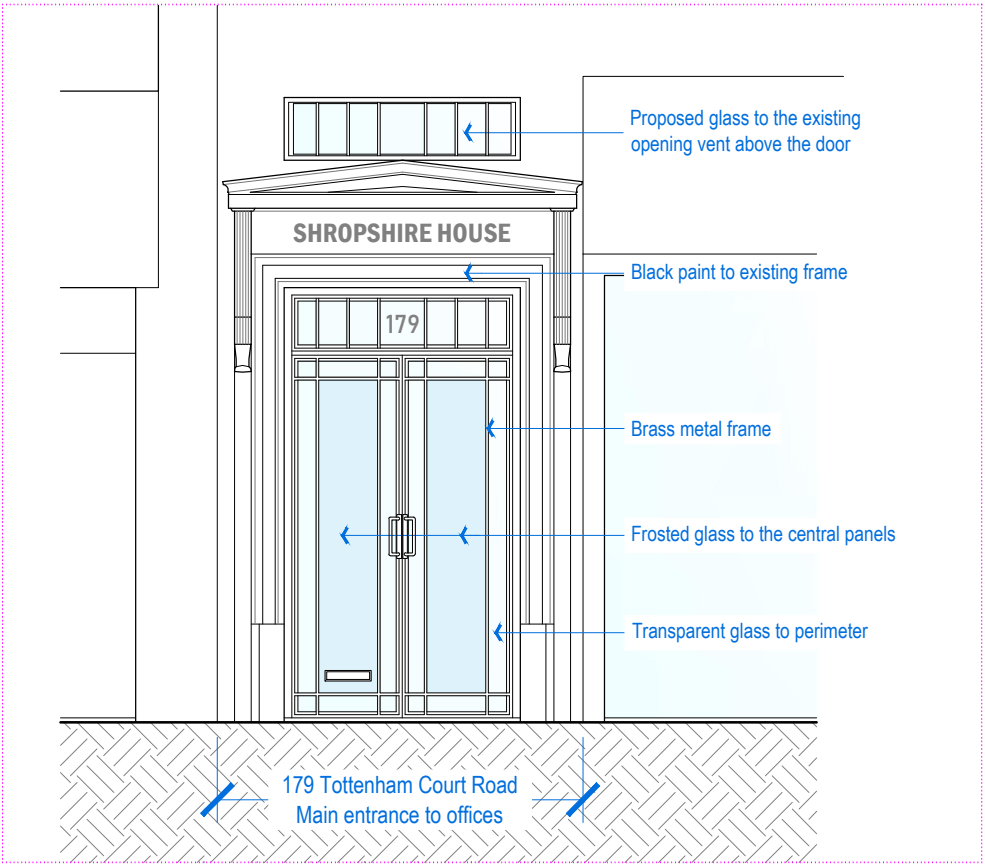 Proposed glass to the existing
opening vent above the door
SHROPSHIRE HOUSE
Black paint to existing frame
179
Brass metal frame
Frosted glass to the central panels
Transparent glass to perimeter
179 Tottenham Court Road
Main entrance to offices